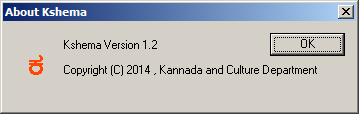 About Kshema
Kshema Version 1.2
OK
Copyright (C) 2014 , Kannada and Culture Department